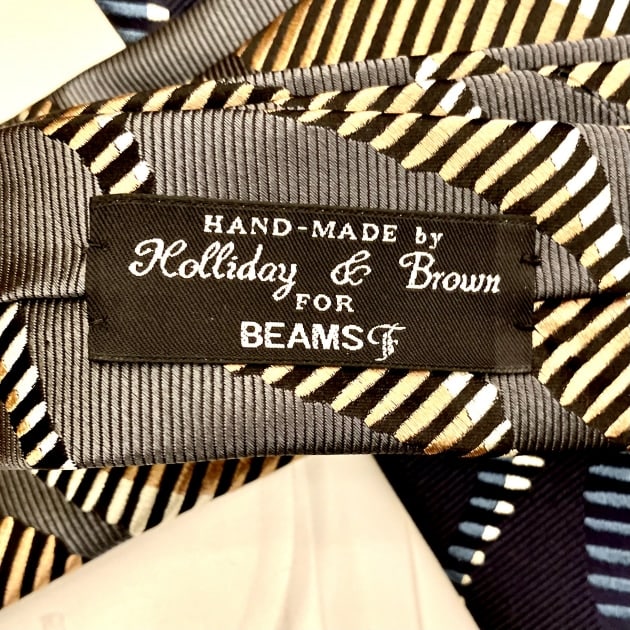 HAND-MADE by
Holliday & Brown
FOR
BEAMS F